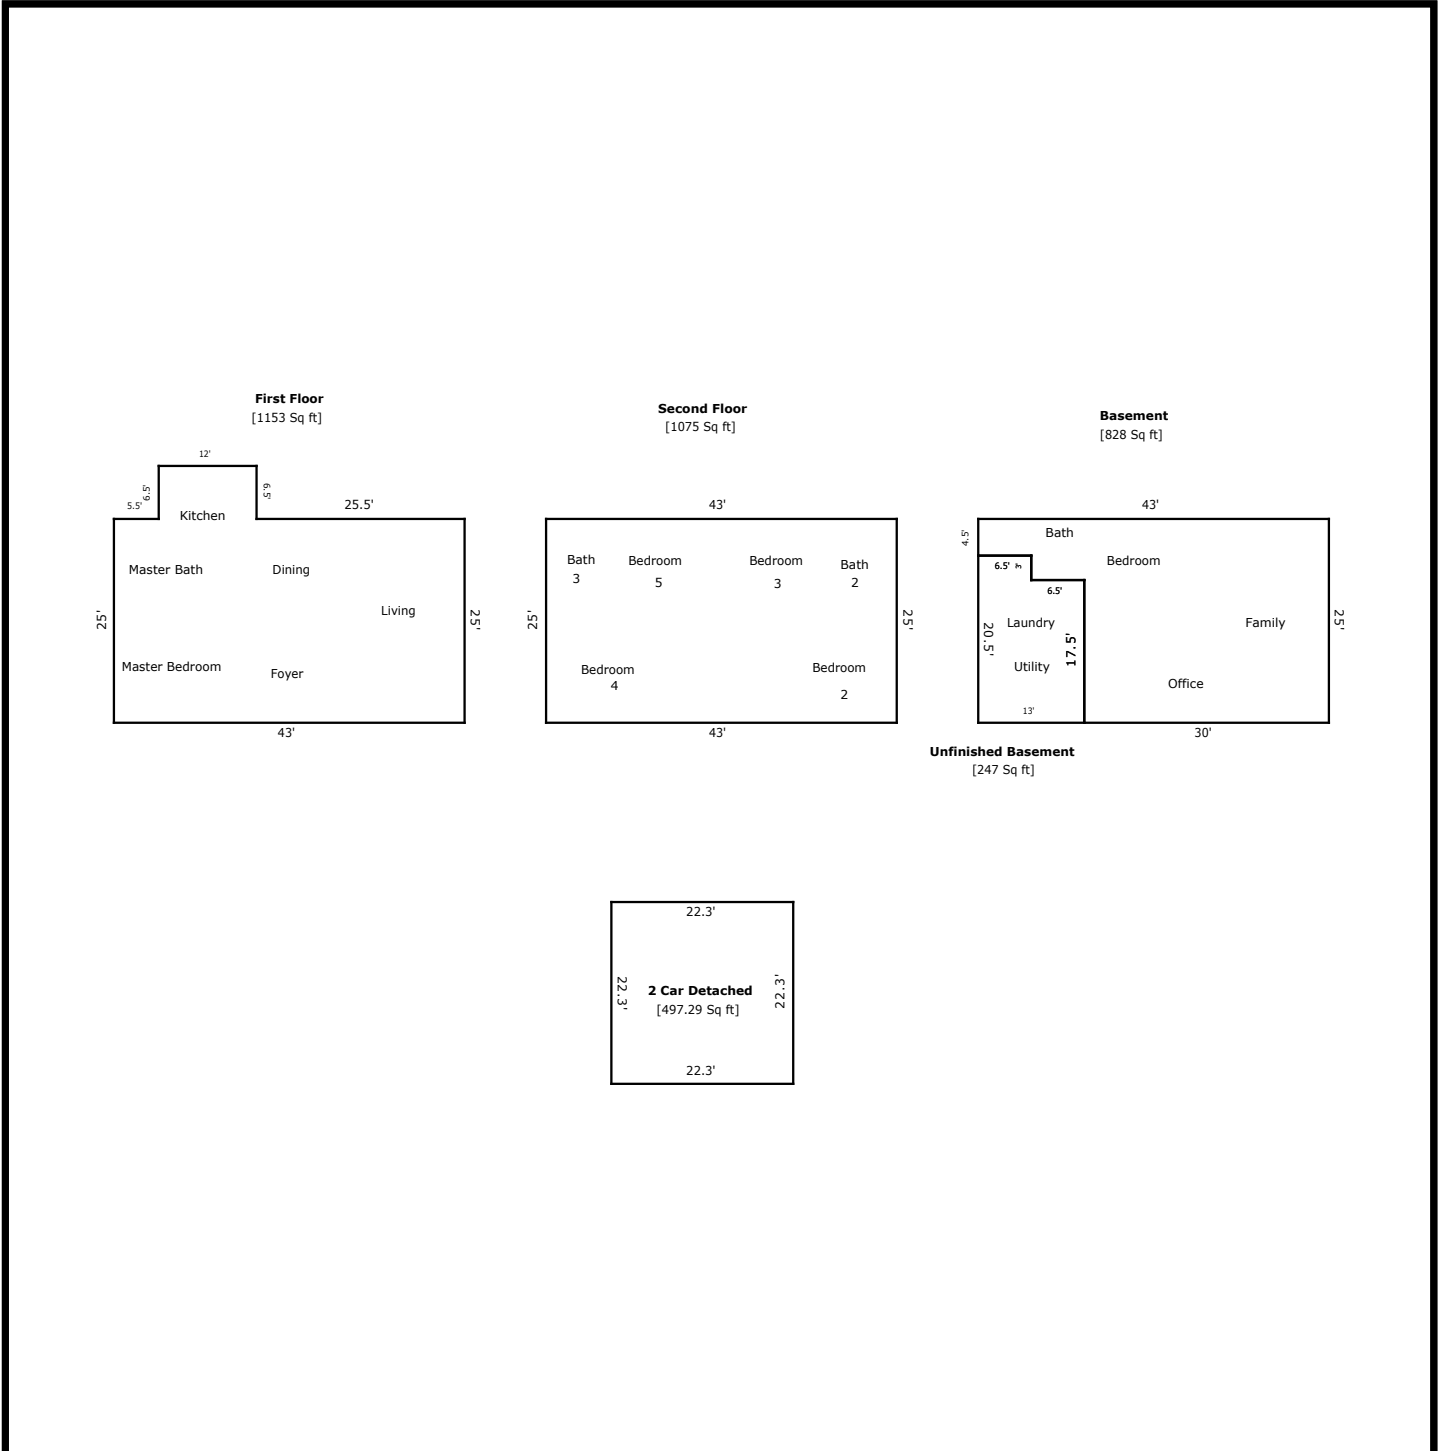 First Floor
[1153 Sq ft]
12'
6.5'
6.5'
5.5'
25.5'
Kitchen
Master Bath
Dining
Living
25'
25'
Master Bedroom
Foyer
43'
Second Floor
[1075 Sq ft]
43'
Bath
3
Bedroom
5
Bedroom
3
Bath
2
25'
25'
Bedroom
4
Bedroom
2
43'
Basement
[828 Sq ft]
43'
4.5'
Bath
Bedroom
6.5'
3'
6.5'
Laundry
20.5'
17.5'
Utility
Family
25'
Office
13'
30'
Unfinished Basement
[247 Sq ft]
22.3'
22.3'
2 Car Detached
[497.29 Sq ft]
22.3'
22.3'